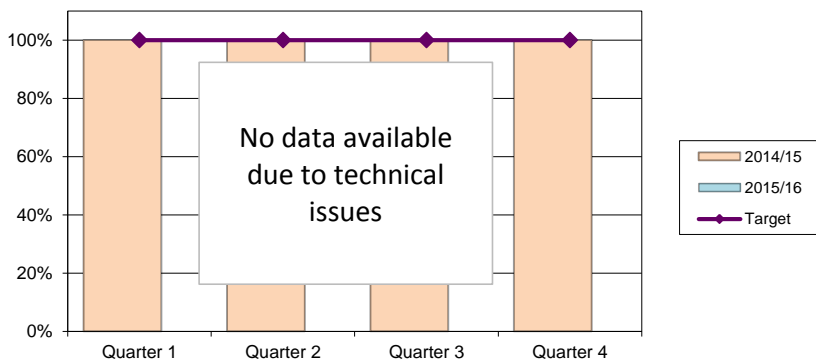 100%
80%
60%
40%
20%
0%
No data available
due to technical
issues
Quarter 1
Quarter 2
Quarter 3
Quarter 4
2014/15
2015/16
Target